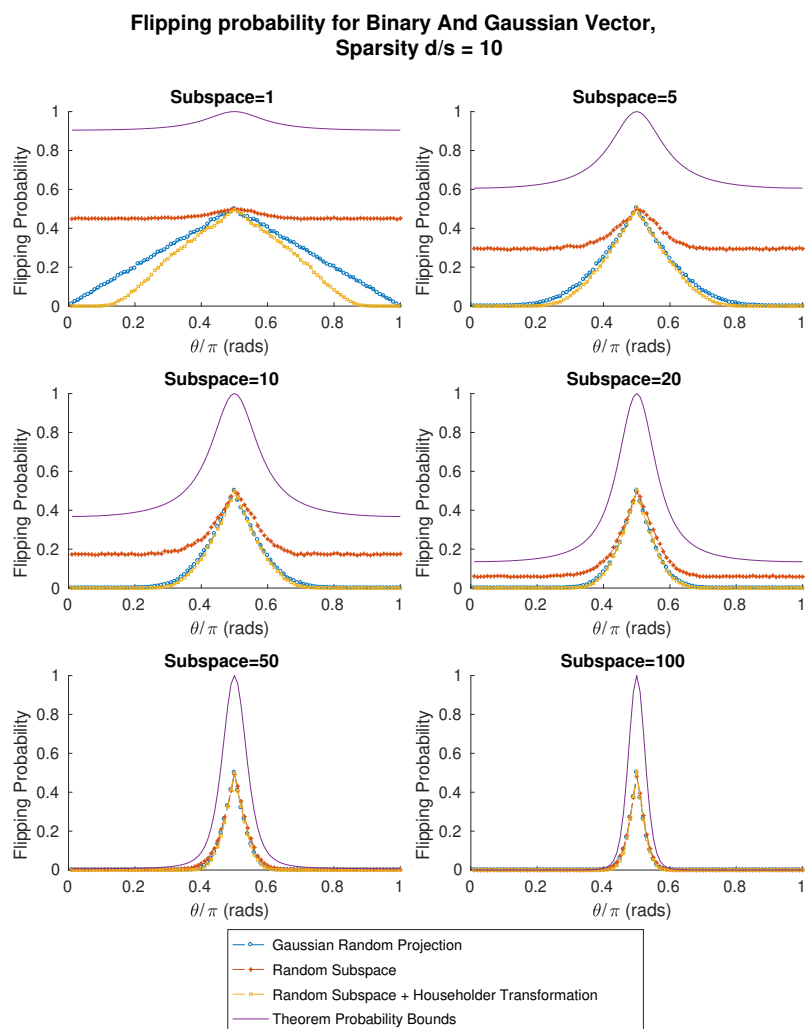 Flipping probability for Binary And Gaussian Vector,
Sparsity d/s = 10
Subspace=1
Flipping Probability
1
0.8
0.6
0.4
0.2
0
0 0.2 0.4 0.6 0.8 1
θ/π (rads)
Subspace=5
Flipping Probability
1
0.8
0.6
0.4
0.2
0
0 0.2 0.4 0.6 0.8 1
θ/π (rads)
Subspace=10
Flipping Probability
1
0.8
0.6
0.4
0.2
0
0 0.2 0.4 0.6 0.8 1
θ/π (rads)
Subspace=20
Flipping Probability
1
0.8
0.6
0.4
0.2
0
0 0.2 0.4 0.6 0.8 1
θ/π (rads)
Subspace=50
Flipping Probability
1
0.8
0.6
0.4
0.2
0
0 0.2 0.4 0.6 0.8 1
θ/π (rads)
Subspace=100
Flipping Probability
1
0.8
0.6
0.4
0.2
0
0 0.2 0.4 0.6 0.8 1
θ/π (rads)
Gaussian Random Projection
Random Subspace
Random Subspace + Householder Transformation
Theorem Probability Bounds